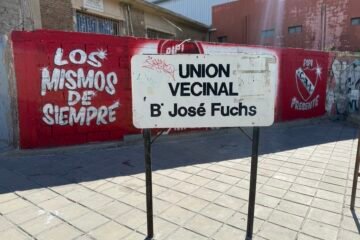 LOS
MISMOS
DE
SIEMPRE
UNION
VECINAL
Bº José Fuchs
PRESENTE